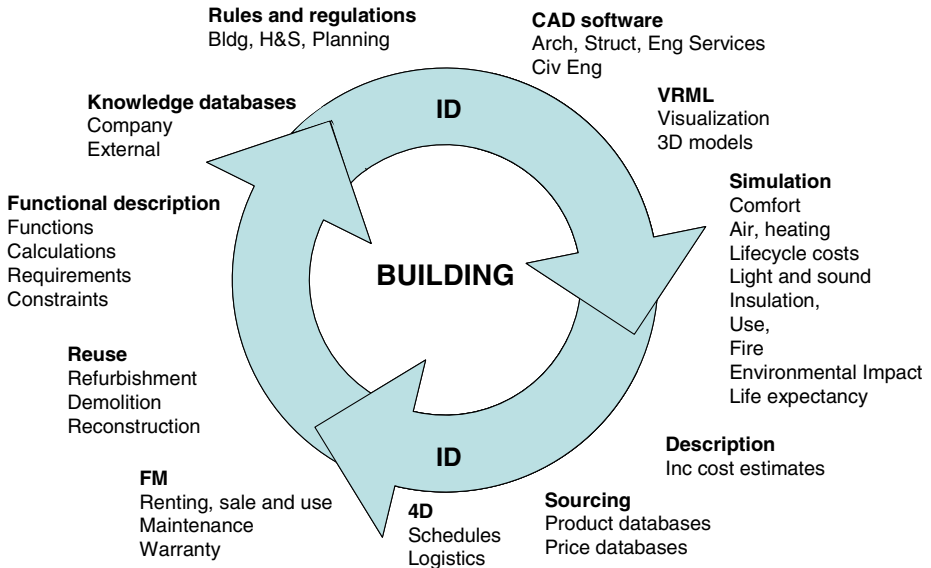 Rules and regulations
Bldg, H&S, Planning
CAD software
Arch, Struct, Eng Services
Civ Eng
VRML
Visualization
3D models
Simulation
Comfort
Air, heating
Lifecycle costs
Light and sound
Insulation,
Use,
Fire
Environmental Impact
Life expectancy
Description
Inc cost estimates
Sourcing
Product databases
Price databases
4D
Schedules
Logistics
FM
Renting, sale and use
Maintenance
Warranty
Reuse
Refurbishment
Demolition
Reconstruction
Functional description
Functions
Calculations
Requirements
Constraints
Knowledge databases
Company
External
ID
BUILDING
ID